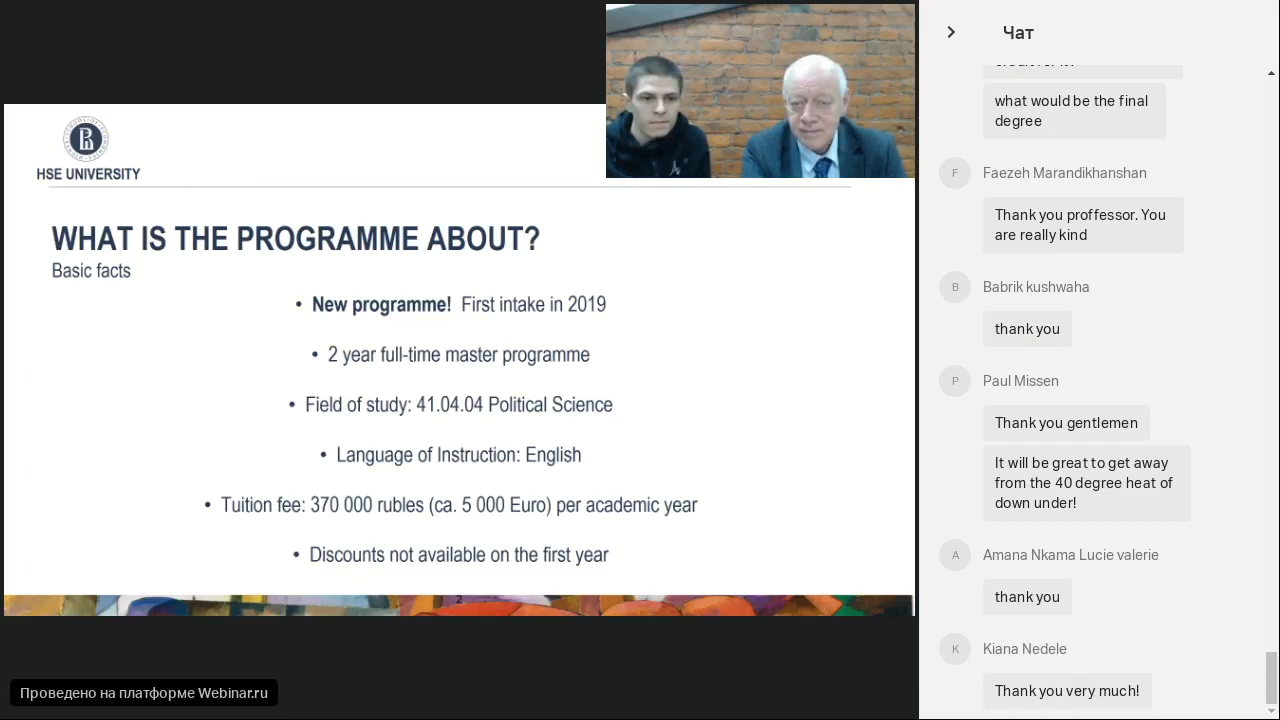 HSE UNIVERSITY
WHAT IS THE PROGRAMME ABOUT?
Basic facts
• New programme! First intake in 2019
• 2 year full-time master programme
• Field of study: 41.04.04 Political Science
• Language of Instruction: English
• Tuition fee: 370 000 rubles (ca. 5 000 Euro) per academic year
• Discounts not available on the first year
2
Проведено на платформе Webinar.ru
Чат
what would be the final
degree
F
Faezeh Marandikhanshan
Thank you proffessor. You
are really kind
B
Babrik kushwaha
thank you
P
Paul Missen
Thank you gentlemen
It will be great to get away
from the 40 degree heat of
down under!
A
Amana Nkama Lucie valerie
thank you
K
Kiana Nedele
Thank you very much!